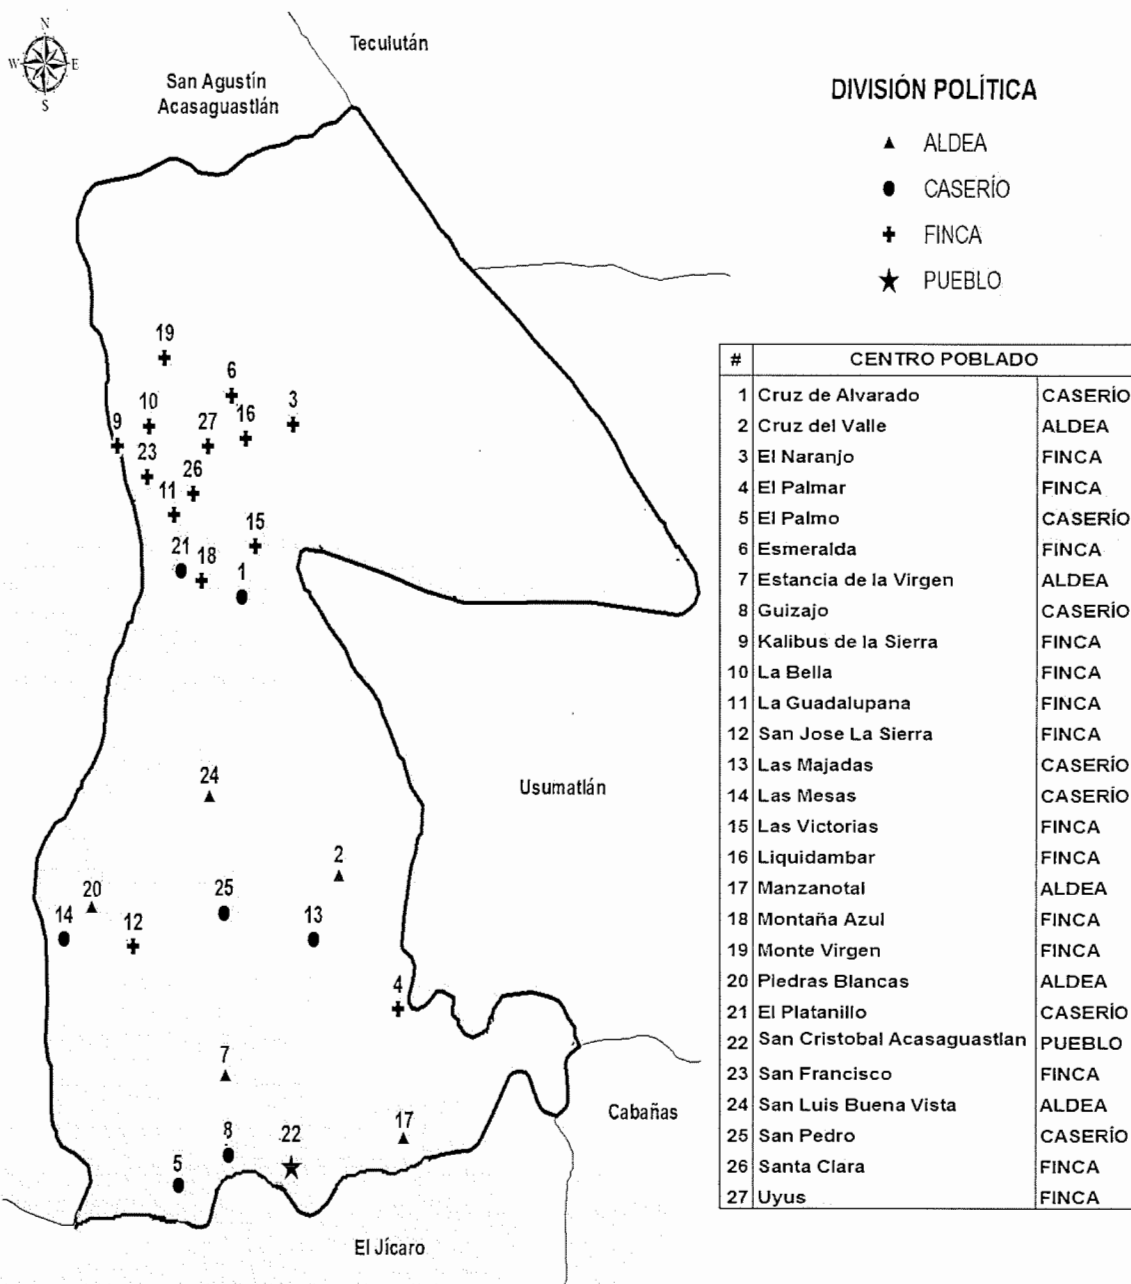 N
W E
S
Teculután
San Agustín
Acasaguastlán
DIVISIÓN POLÍTICA
ALDEA
CASERÍO
FINCA
PUEBLO
19
6
10
3
9
27
16
23
26
11
15
21
18
1
24
Usumatlán
2
20
25
14
12
13
4
7
Cabañas
17
8
22
5
El Jícaro
# CENTRO POBLADO
1 Cruz de Alvarado CASERÍO
2 Cruz del Valle ALDEA
3 El Naranjo FINCA
4 El Palmar FINCA
5 El Palmo CASERÍO
6 Esmeralda FINCA
7 Estancia de la Virgen ALDEA
8 Guizajo CASERÍO
9 Kalibus de la Sierra FINCA
10 La Bella FINCA
11 La Guadalupana FINCA
12 San Jose La Sierra FINCA
13 Las Majadas CASERÍO
14 Las Mesas CASERÍO
15 Las Victorias FINCA
16 Liquidambar FINCA
17 Manzanotal ALDEA
18 Montaña Azul FINCA
19 Monte Virgen FINCA
20 Piedras Blancas ALDEA
21 El Platanillo CASERÍO
22 San Cristobal Acasaguastlan PUEBLO
23 San Francisco FINCA
24 San Luis Buena Vista ALDEA
25 San Pedro CASERÍO
26 Santa Clara FINCA
27 Uyus FINCA